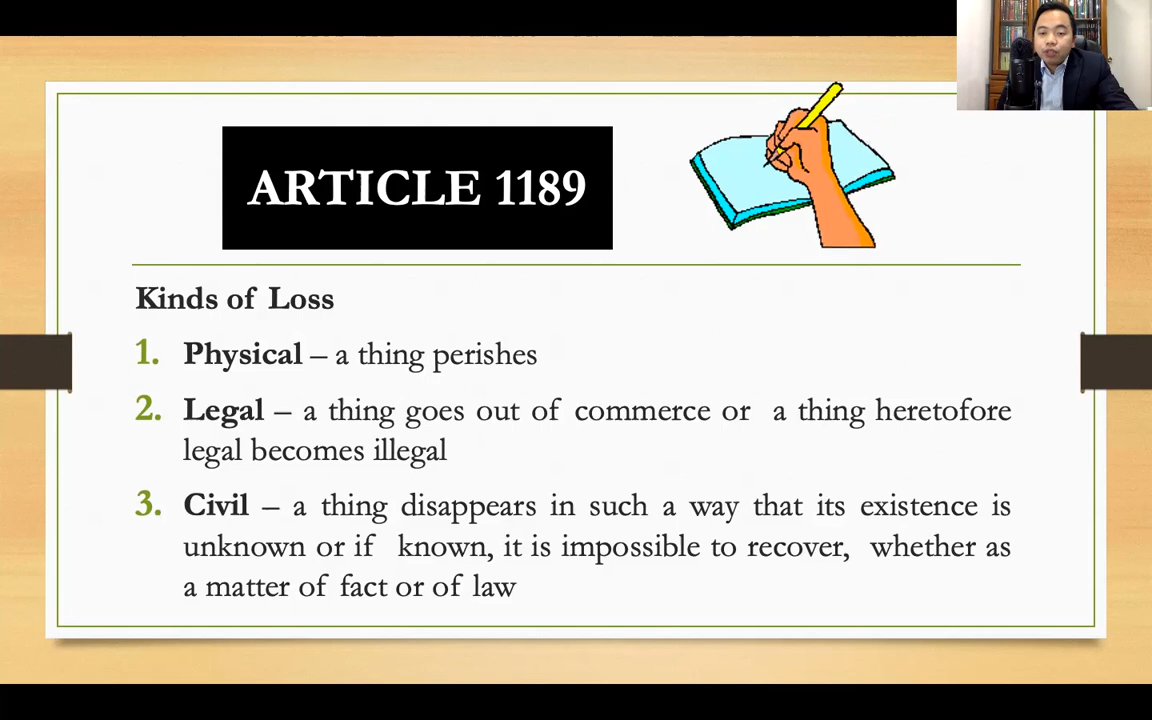 ARTICLE 1189
Kinds of Loss
1. Physical – a thing perishes
2. Legal – a thing goes out of commerce or a thing heretofore
legal becomes illegal
3. Civil – a thing disappears in such a way that its existence is
unknown or if known, it is impossible to recover, whether as
a matter of fact or of law